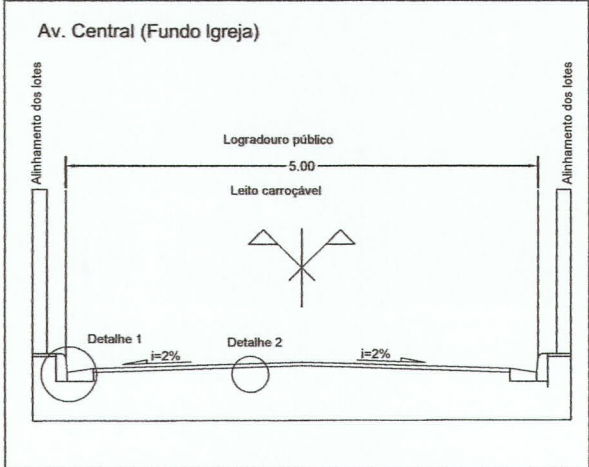 Av. Central (Fundo Igreja)
Alinhamento dos lotes
Alinhamento dos lotes
Logradouro público
5.00
Leito carroçável
Detalhe 1
Detalhe 2
i=2%
i=2%